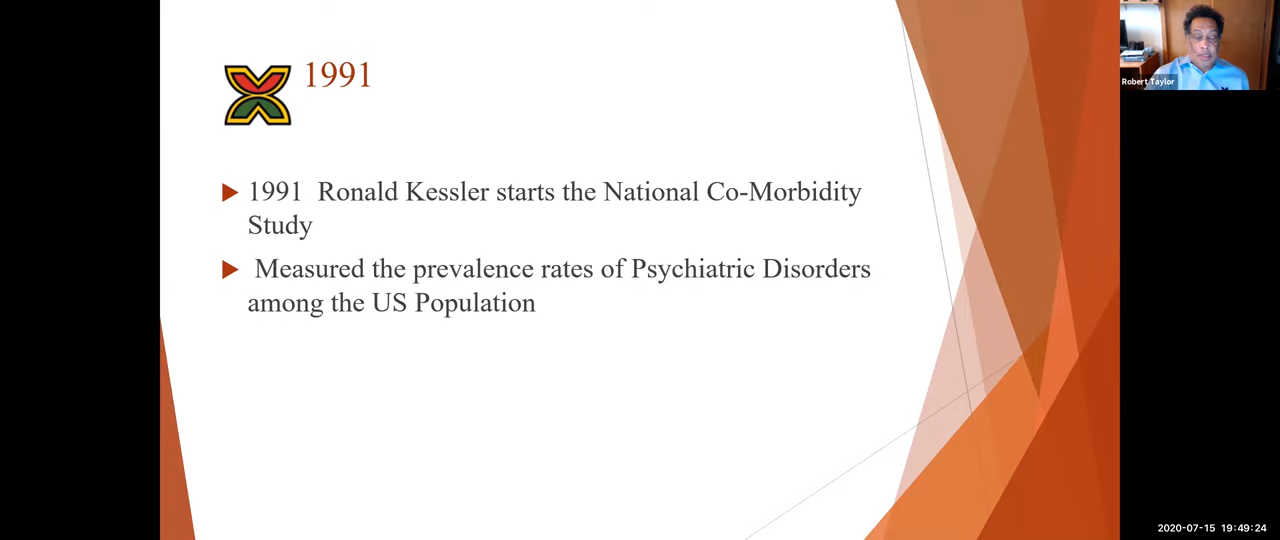 1991
1991 Ronald Kessler starts the National Co-Morbidity
Study
Measured the prevalence rates of Psychiatric Disorders
among the US Population
Robert Taylor
2020-07-15 19:49:24